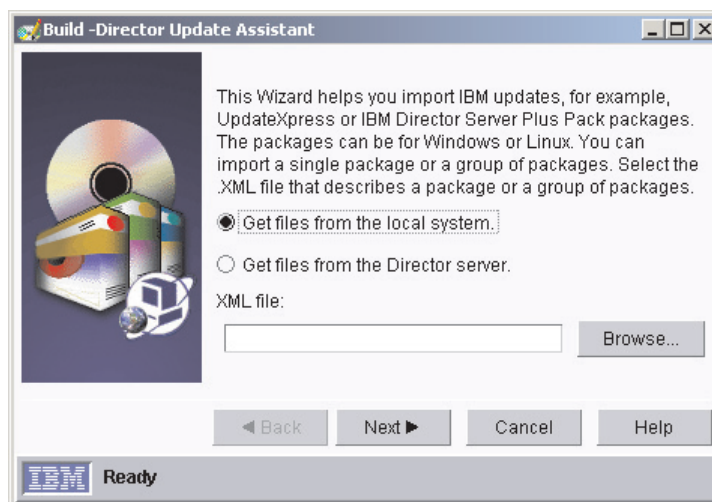 Build -Director Update Assistant
This Wizard helps you import IBM updates, for example,
UpdateXpress or IBM Director Server Plus Pack packages.
The packages can be for Windows or Linux. You can
import a single package or a group of packages. Select the
.XML file that describes a package or a group of packages.
Get files from the local system.
Get files from the Director server.
XML file:
Browse...
Back Next Cancel Help
IBM Ready